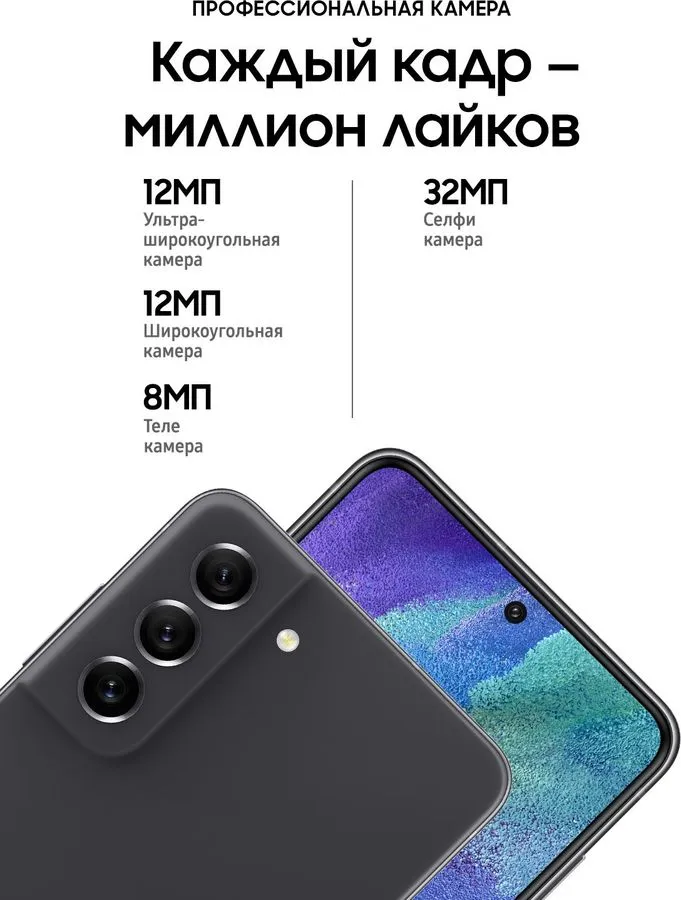 ПРОФЕССИОНАЛЬНАЯ КАМЕРА
Каждый кадр –
миллион лайков
12МП
Ультра-
широкоугольная
камера
12МП
Широкоугольная
камера
8МП
Теле
камера
32МП
Селфи
камера